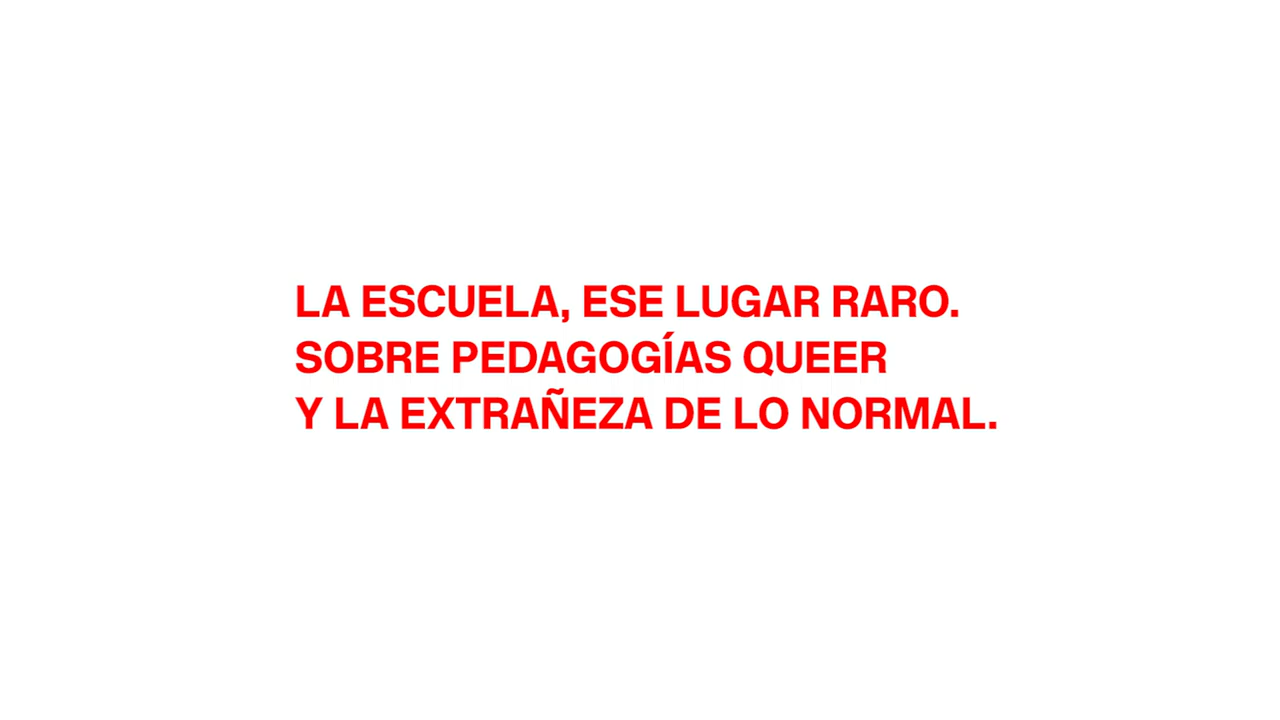 LA ESCUELA, ESE LUGAR RARO.
SOBRE PEDAGOGÍAS QUEER
Y LA EXTRAÑEZA DE LO NORMAL.